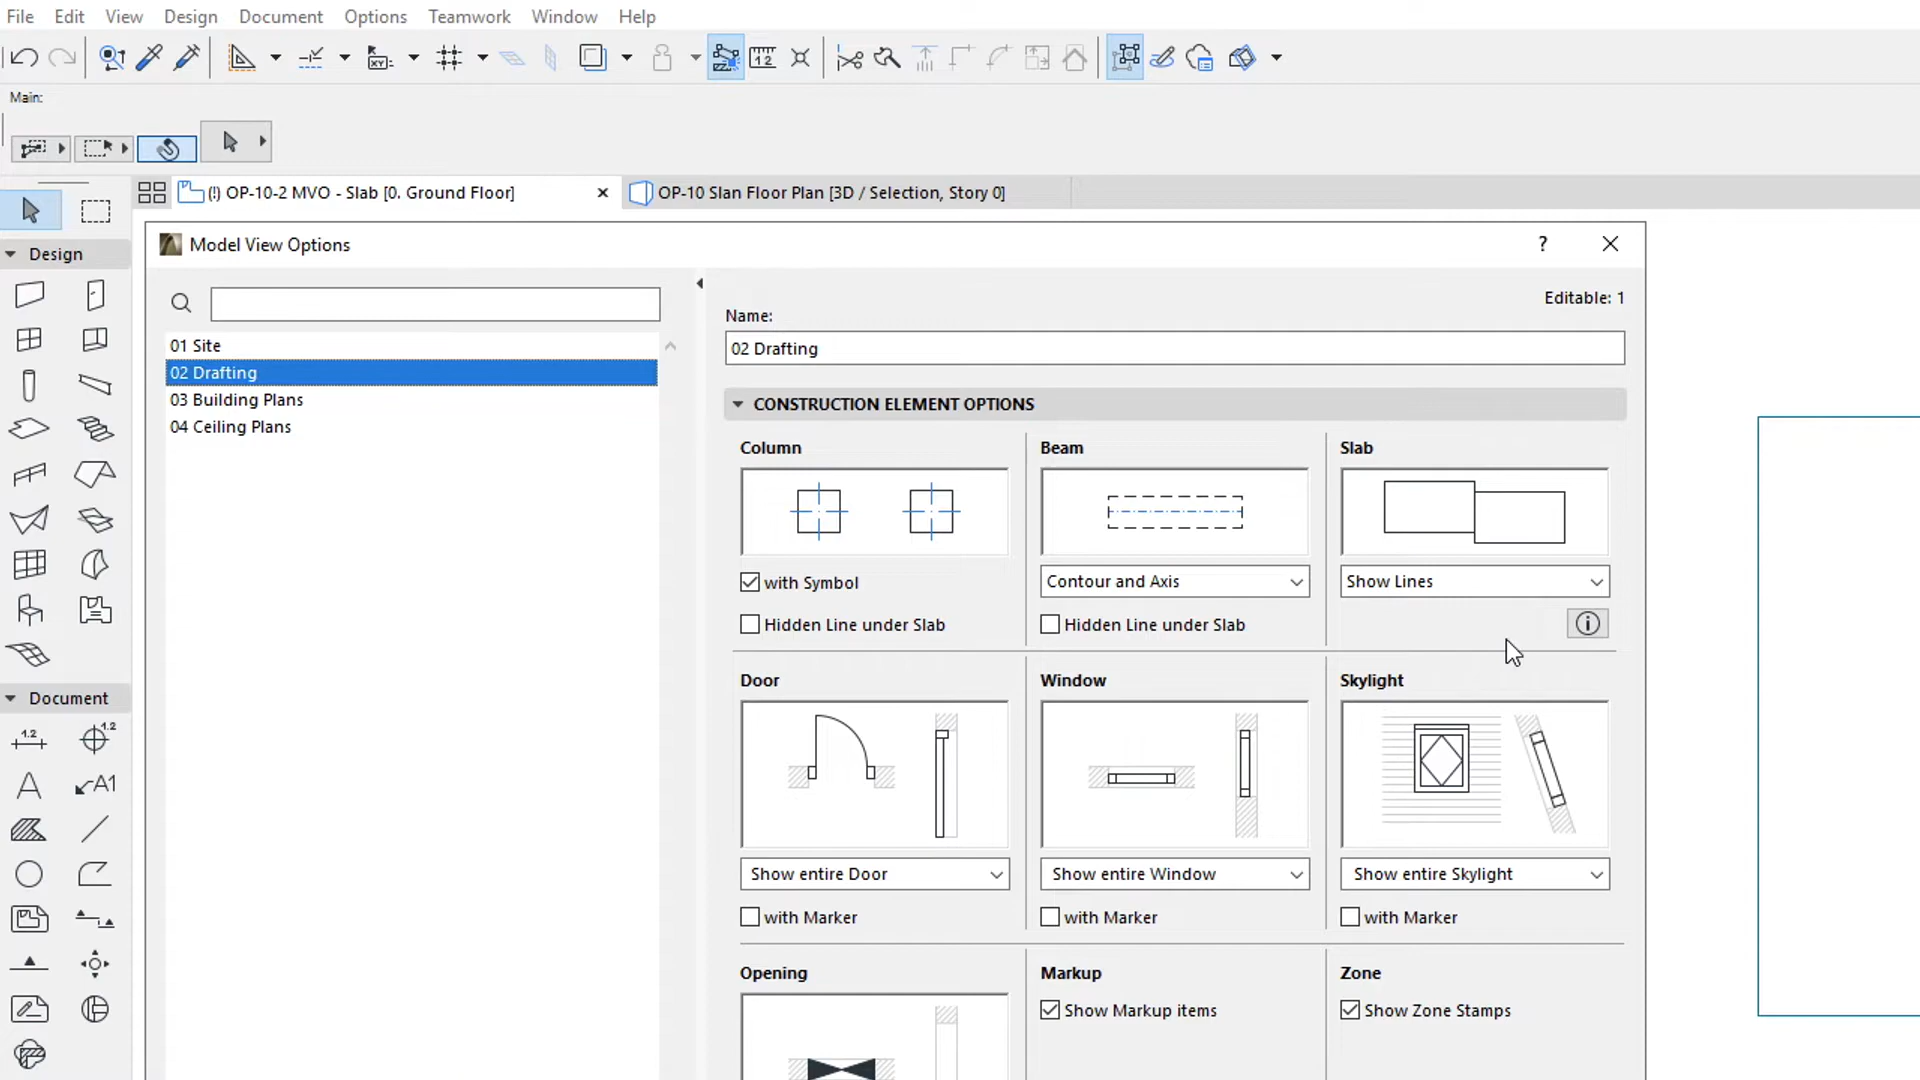 File Edit View Design Document Options Teamwork Window Help
Main:
(!) OP-10-2 MVO - Slab [0. Ground Floor]
OP-10 Slan Floor Plan [3D / Selection, Story 0]
Model View Options
?
Design
Editable: 1
Name:
02 Drafting
01 Site
02 Drafting
03 Building Plans
04 Ceiling Plans
CONSTRUCTION ELEMENT OPTIONS
Column
Beam
Slab
with Symbol
Contour and Axis
Show Lines
Hidden Line under Slab
Hidden Line under Slab
Door
Window
Skylight
Document
1.2
1.2
A
A1
Show entire Door
Show entire Window
Show entire Skylight
with Marker
with Marker
with Marker
Opening
Markup
Zone
Show Markup items
Show Zone Stamps